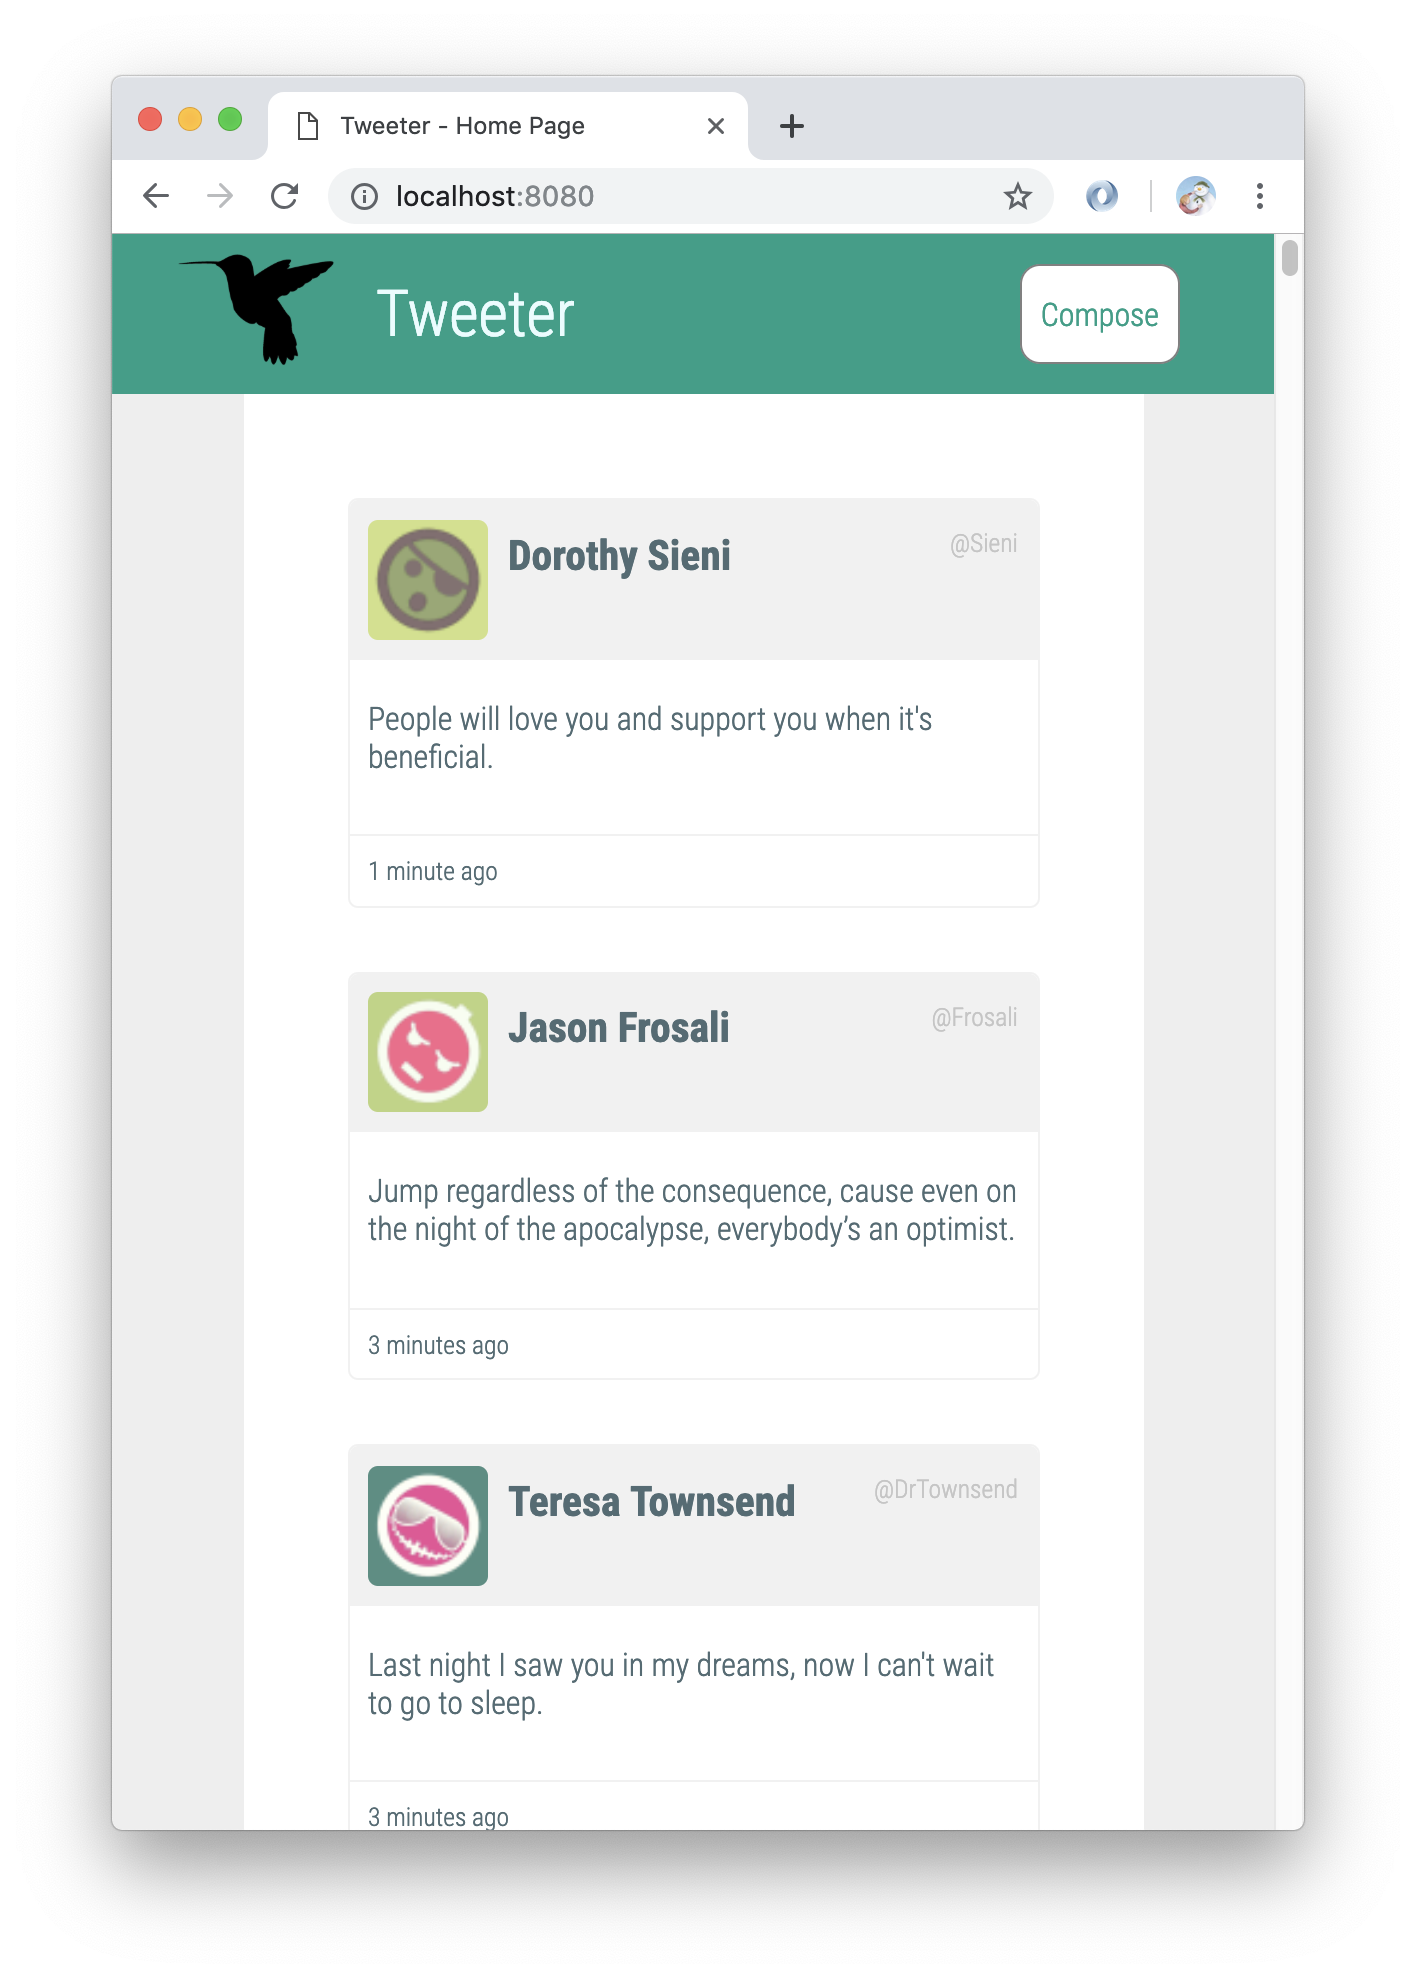 Tweeter - Home Page
localhost:8080
Tweeter
Compose
Dorothy Sieni
@Sieni
People will love you and support you when it's
beneficial.
1 minute ago
Jason Frosali
@Frosali
Jump regardless of the consequence, cause even on
the night of the apocalypse, everybody’s an optimist.
3 minutes ago
Teresa Townsend
@DrTownsend
Last night I saw you in my dreams, now I can't wait
to go to sleep.
3 minutes ago